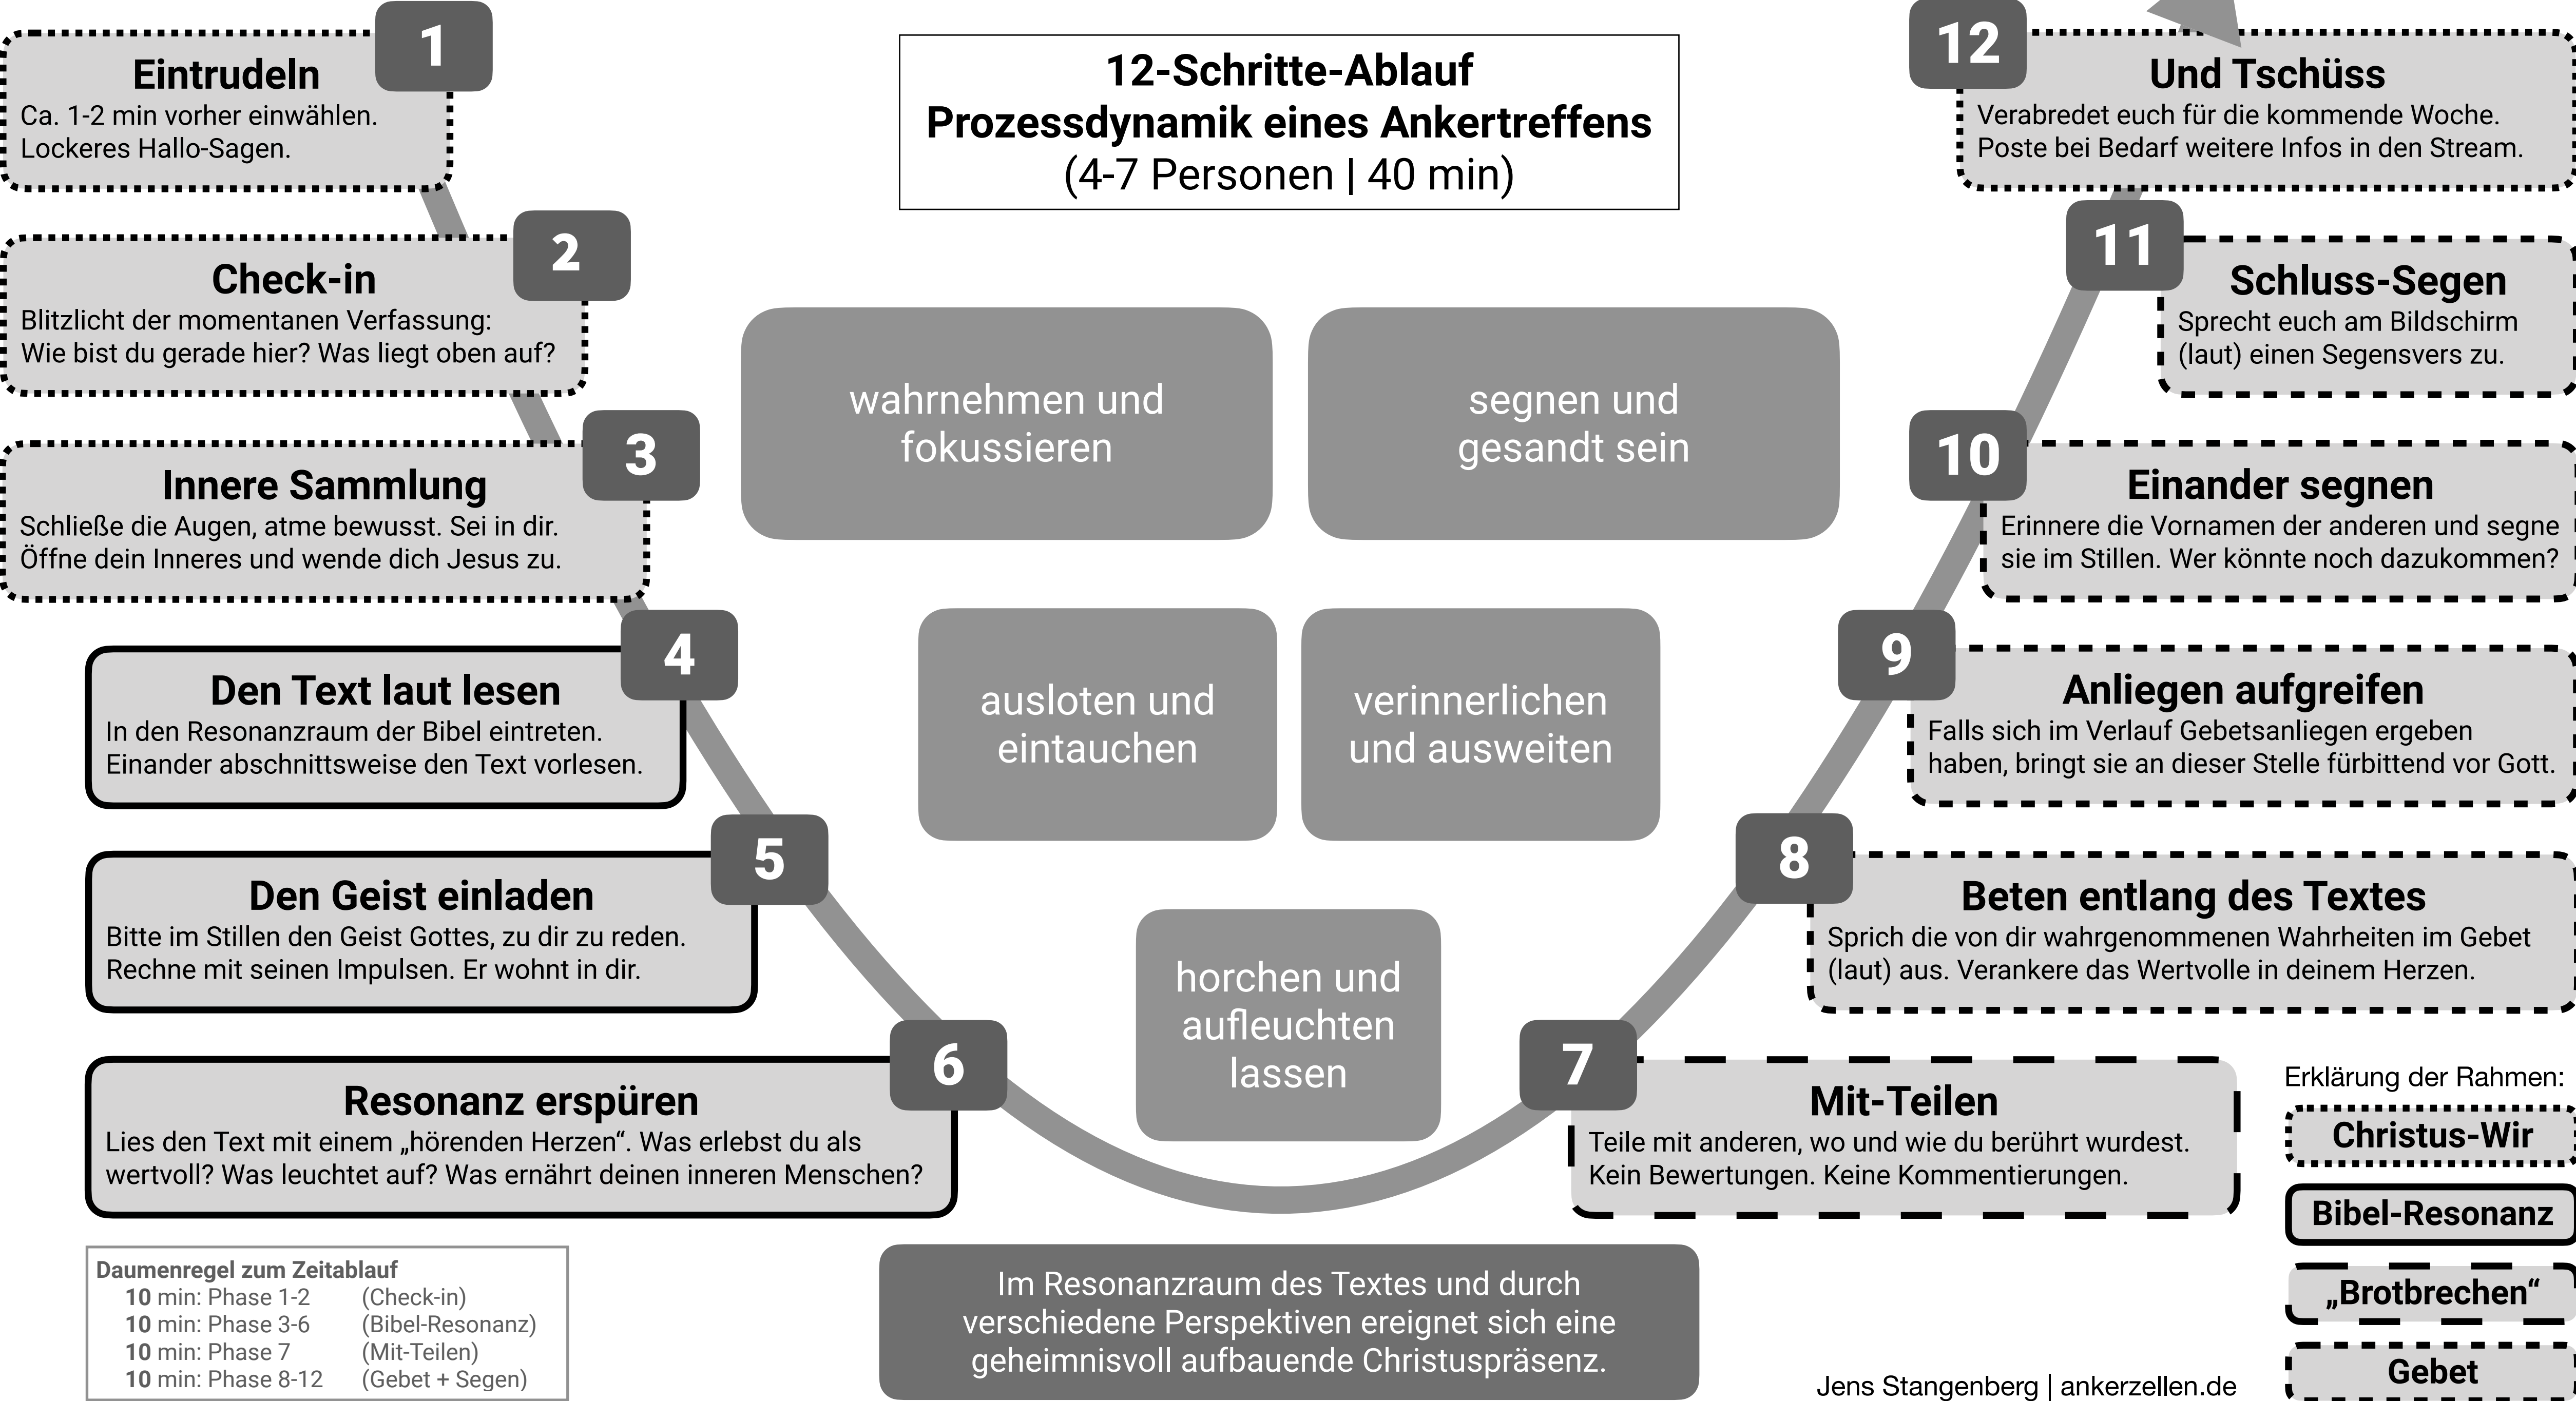 12-Schritte-Ablauf
Prozessdynamik eines Ankertreffens
(4-7 Personen | 40 min)
1
Eintrudeln
Ca. 1-2 min vorher einwählen.
Lockeres Hallo-Sagen.
2
Check-in
Blitzlicht der momentanen Verfassung:
Wie bist du gerade hier? Was liegt oben auf?
3
Innere Sammlung
Schließe die Augen, atme bewusst. Sei in dir.
Öffne dein Inneres und wende dich Jesus zu.
4
Den Text laut lesen
In den Resonanzraum der Bibel eintreten.
Einander abschnittsweise den Text vorlesen.
5
Den Geist einladen
Bitte im Stillen den Geist Gottes, zu dir zu reden.
Rechne mit seinen Impulsen. Er wohnt in dir.
6
Resonanz erspüren
Lies den Text mit einem „hörenden Herzen“. Was erlebst du als
wertvoll? Was leuchtet auf? Was ernährt deinen inneren Menschen?
7
Mit-Teilen
Teile mit anderen, wo und wie du berührt wurdest.
Kein Bewertungen. Keine Kommentierungen.
8
Beten entlang des Textes
Sprich die von dir wahrgenommenen Wahrheiten im Gebet
(laut) aus. Verankere das Wertvolle in deinem Herzen.
9
Anliegen aufgreifen
Falls sich im Verlauf Gebetsanliegen ergeben
haben, bringt sie an dieser Stelle fürbittend vor Gott.
10
Einander segnen
Erinnere die Vornamen der anderen und segne
sie im Stillen. Wer könnte noch dazukommen?
11
Schluss-Segen
Sprecht euch am Bildschirm
(laut) einen Segensvers zu.
12
Und Tschüss
Verabredet euch für die kommende Woche.
Poste bei Bedarf weitere Infos in den Stream.
wahrnehmen und
fokussieren
segnen und
gesandt sein
ausloten und
eintauchen
verinnerlichen
und ausweiten
horchen und
aufleuchten
lassen
Im Resonanzraum des Textes und durch
verschiedene Perspektiven ereignet sich eine
geheimnisvoll aufbauende Christuspräsenz.
Daumenregel zum Zeitablauf
10 min: Phase 1-2 (Check-in)
10 min: Phase 3-6 (Bibel-Resonanz)
10 min: Phase 7 (Mit-Teilen)
10 min: Phase 8-12 (Gebet + Segen)
Erklärung der Rahmen:
Christus-Wir
Bibel-Resonanz
„Brotbrechen“
Gebet
Jens Stangenberg | ankerzellen.de